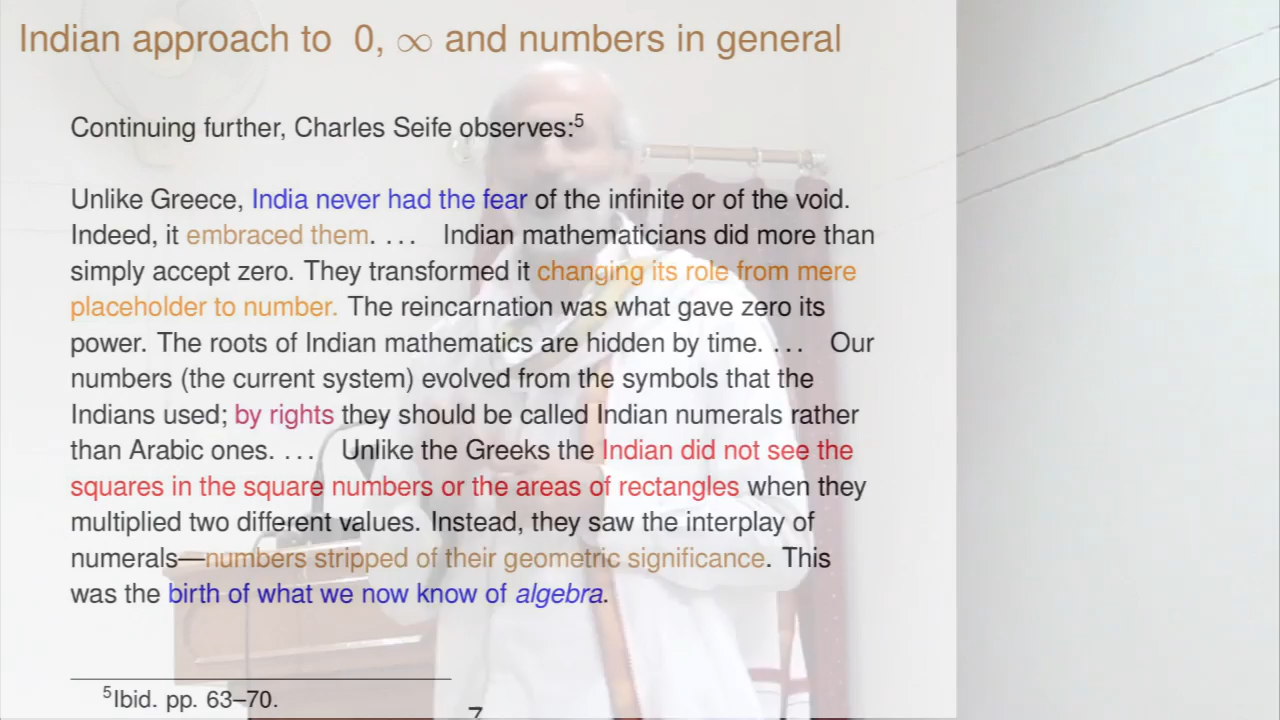 Indian approach to 0, ∞ and numbers in general
Continuing further, Charles Seife observes:5
Unlike Greece, India never had the fear of the infinite or of the void.
Indeed, it embraced them. ... Indian mathematicians did more than
simply accept zero. They transformed it changing its role from mere
placeholder to number. The reincarnation was what gave zero its
power. The roots of Indian mathematics are hidden by time. ... Our
numbers (the current system) evolved from the symbols that the
Indians used; by rights they should be called Indian numerals rather
than Arabic ones. ... Unlike the Greeks the Indian did not see the
squares in the square numbers or the areas of rectangles when they
multiplied two different values. Instead, they saw the interplay of
numerals—numbers stripped of their geometric significance. This
was the birth of what we now know of algebra.
5Ibid. pp. 63–70.
7